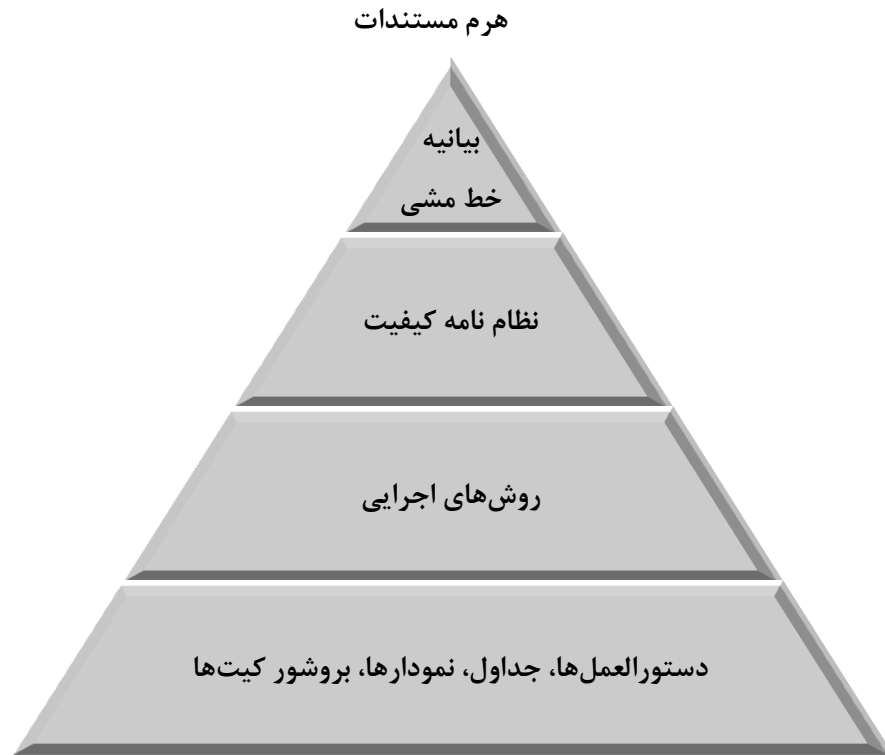 هرم مستندات
بیانیه
خط مشی
نظام نامه کیفیت
روش‌های اجرایی
دستورالعمل‌ها، جداول، نمودارها، بروشور کیت‌ها